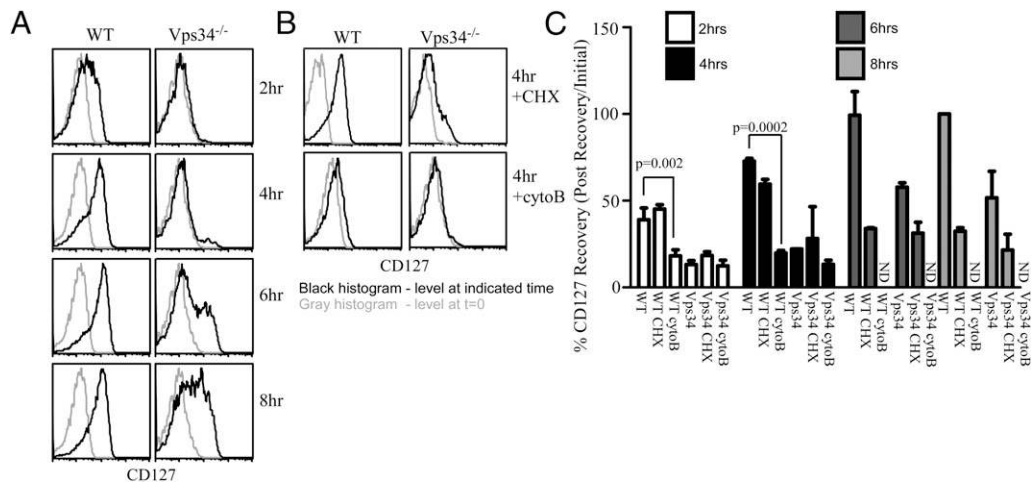 A
WT
Vps34-/-
2hr
4hr
6hr
8hr
CD127
B
WT
Vps34-/-
4hr
+CHX
4hr
+cytoB
CD127
Black histogram - level at indicated time
Gray histogram - level at t=0
C
2hrs
4hrs
6hrs
8hrs
% CD127 Recovery (Post Recovery/Initial)
150
100
50
0
p=0.002
p=0.0002
ND
ND
ND
ND
WT
WT CHX
WT cytoB
Vps34
Vps34 CHX
Vps34 cytoB
WT
WT CHX
WT cytoB
Vps34
Vps34 CHX
Vps34 cytoB
WT
WT CHX
WT cytoB
Vps34
Vps34 CHX
Vps34 cytoB
WT
WT CHX
WT cytoB
Vps34
Vps34 CHX
Vps34 cytoB